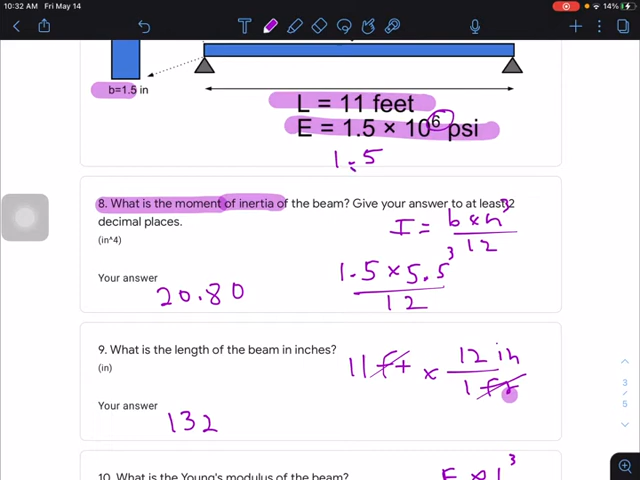 10:32 AM Fri May 14
14%
b=1.5 in
L = 11 feet
E = 1.5 × 10⁶ psi
1.5
8. What is the moment of inertia of the beam? Give your answer to at least 2
decimal places.
(in^4)
I = b×h³/12
Your answer
20.80
1.5 × 5.5³/12
9. What is the length of the beam in inches?
(in)
11 ft × 12 in/1 ft
Your answer
132
3
/
5
10. What is the Young's modulus of the beam?